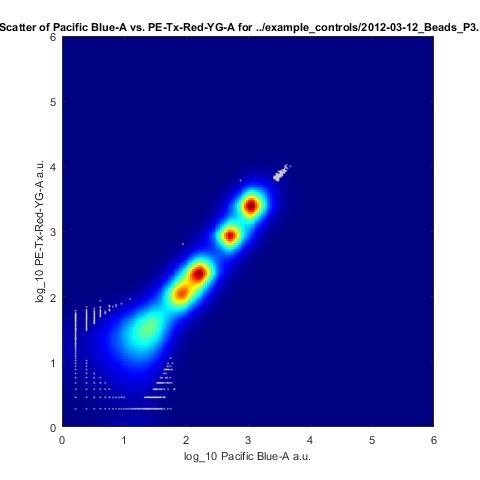 Scatter of Pacific Blue-A vs. PE-Tx-Red-YG-A for ../example_controls/2012-03-12_Beads_P3.
6
5
4
3
2
1
0
log_10 PE-Tx-Red-YG-A a.u.
0 1 2 3 4 5 6
log_10 Pacific Blue-A a.u.